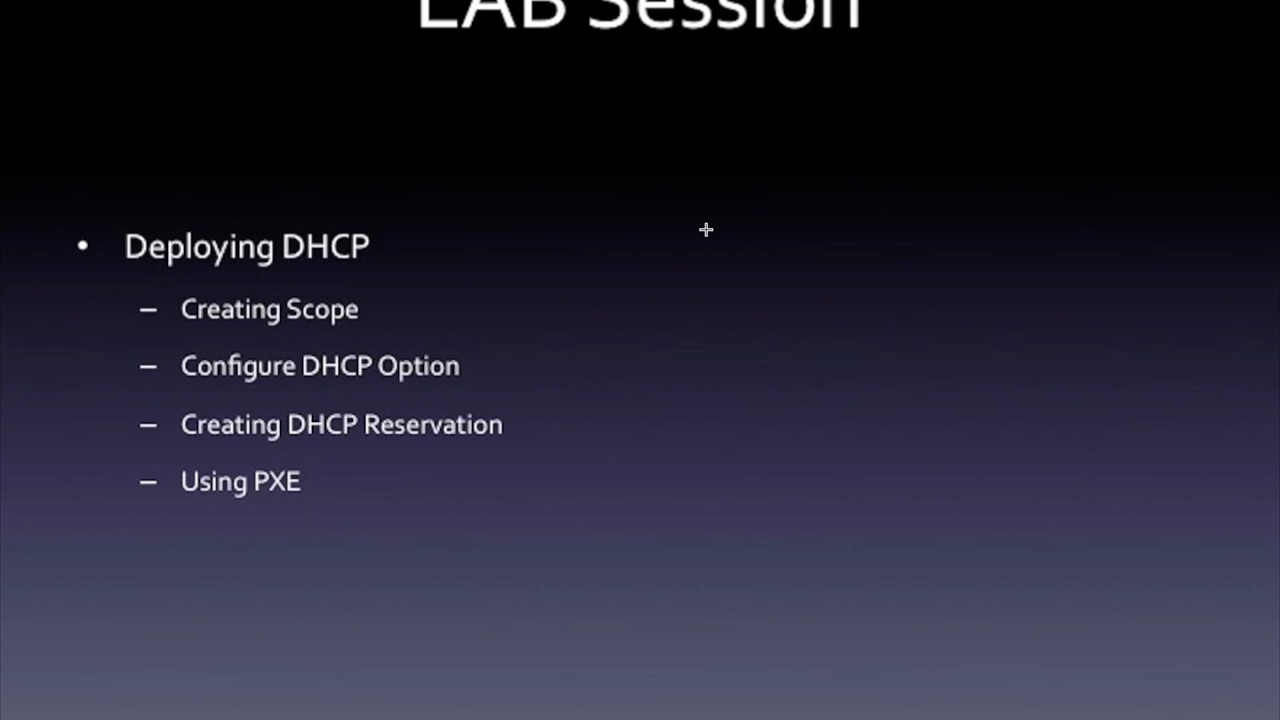 LAB Session
• Deploying DHCP
– Creating Scope
– Configure DHCP Option
– Creating DHCP Reservation
– Using PXE